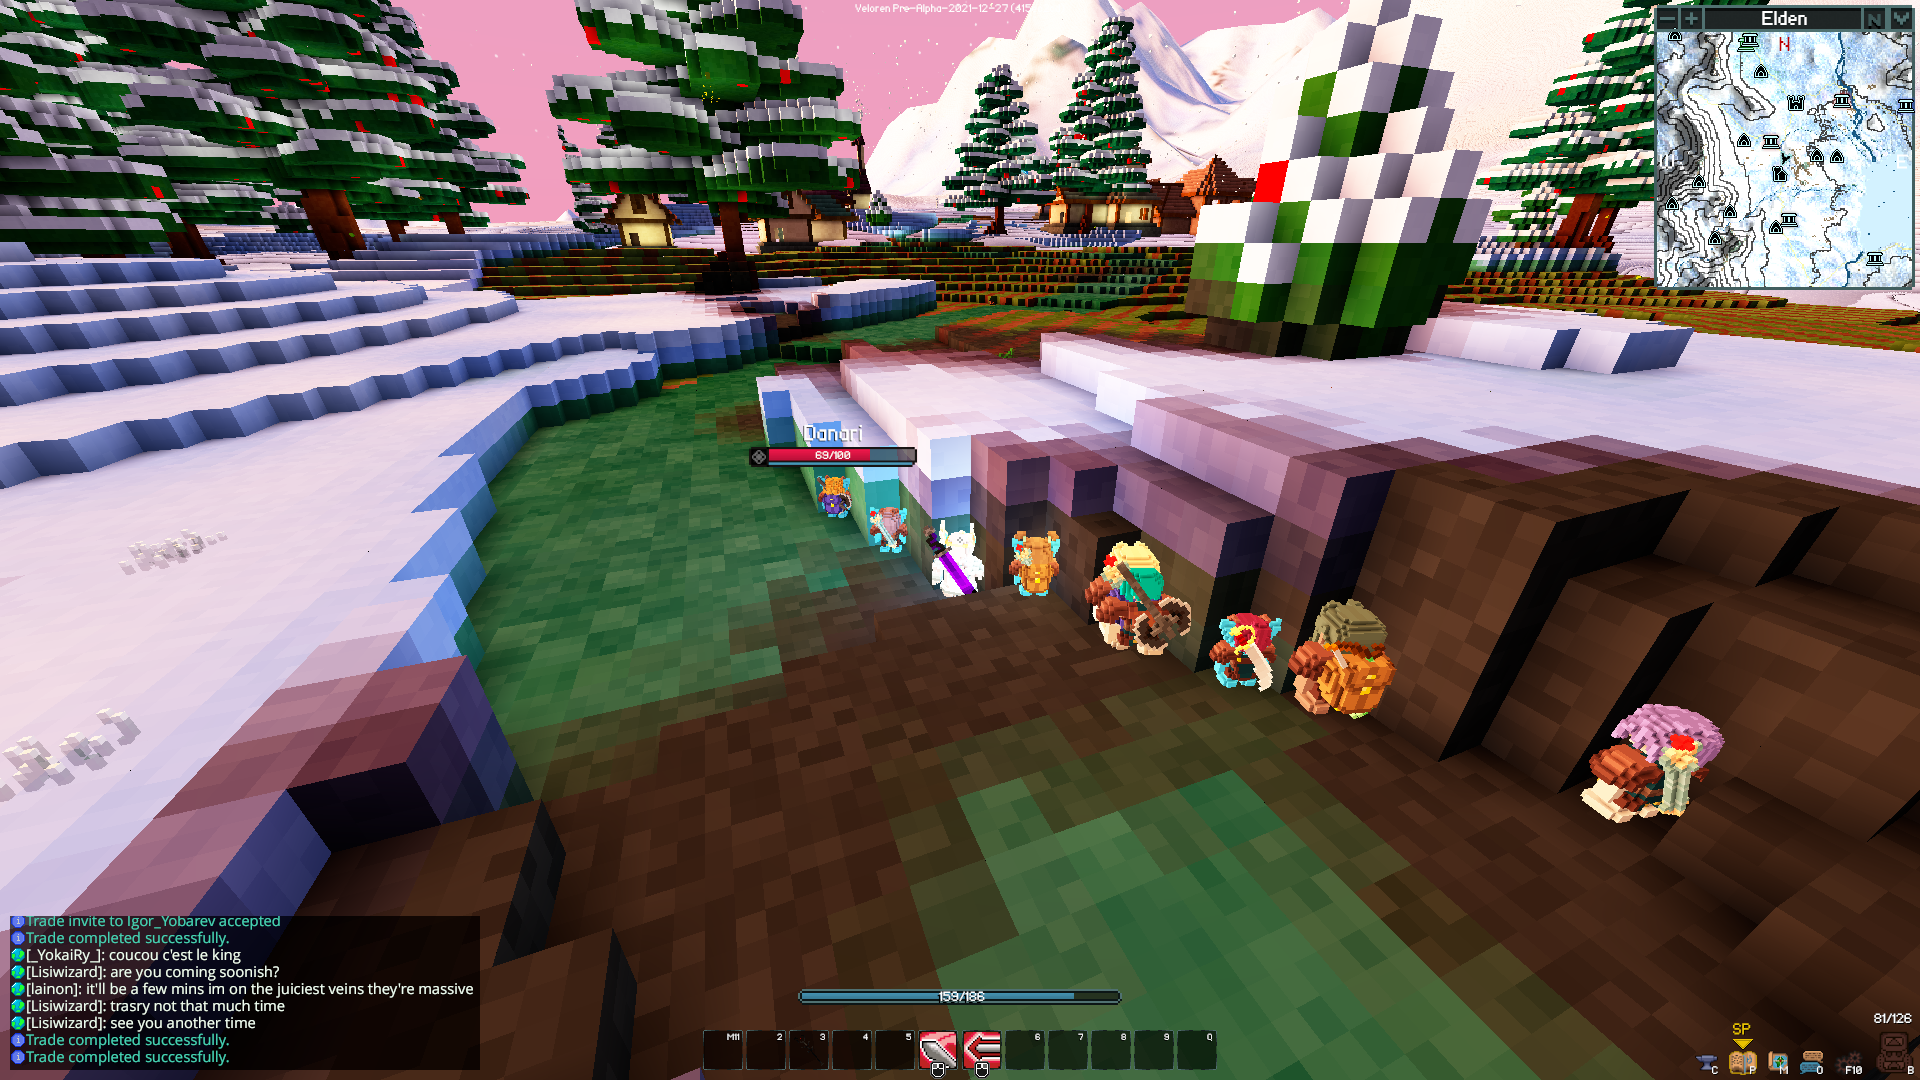 Veloren Pre-Alpha-2021-12-27 (415
Elden
N
N
Danari
69/100
Trade invite to Igor_Yobarev accepted
Trade completed successfully.
[_YokaiRy_]: coucou c'est le king
[Lisiwizard]: are you coming soonish?
[lainon]: it'll be a few mins im on the juiciest veins they're massive
[Lisiwizard]: trasry not that much time
[Lisiwizard]: see you another time
Trade completed successfully.
Trade completed successfully.
159/186
M11 2 3 4 5 6 7 8 9 Q
81/126
SP
C P M O F10 B